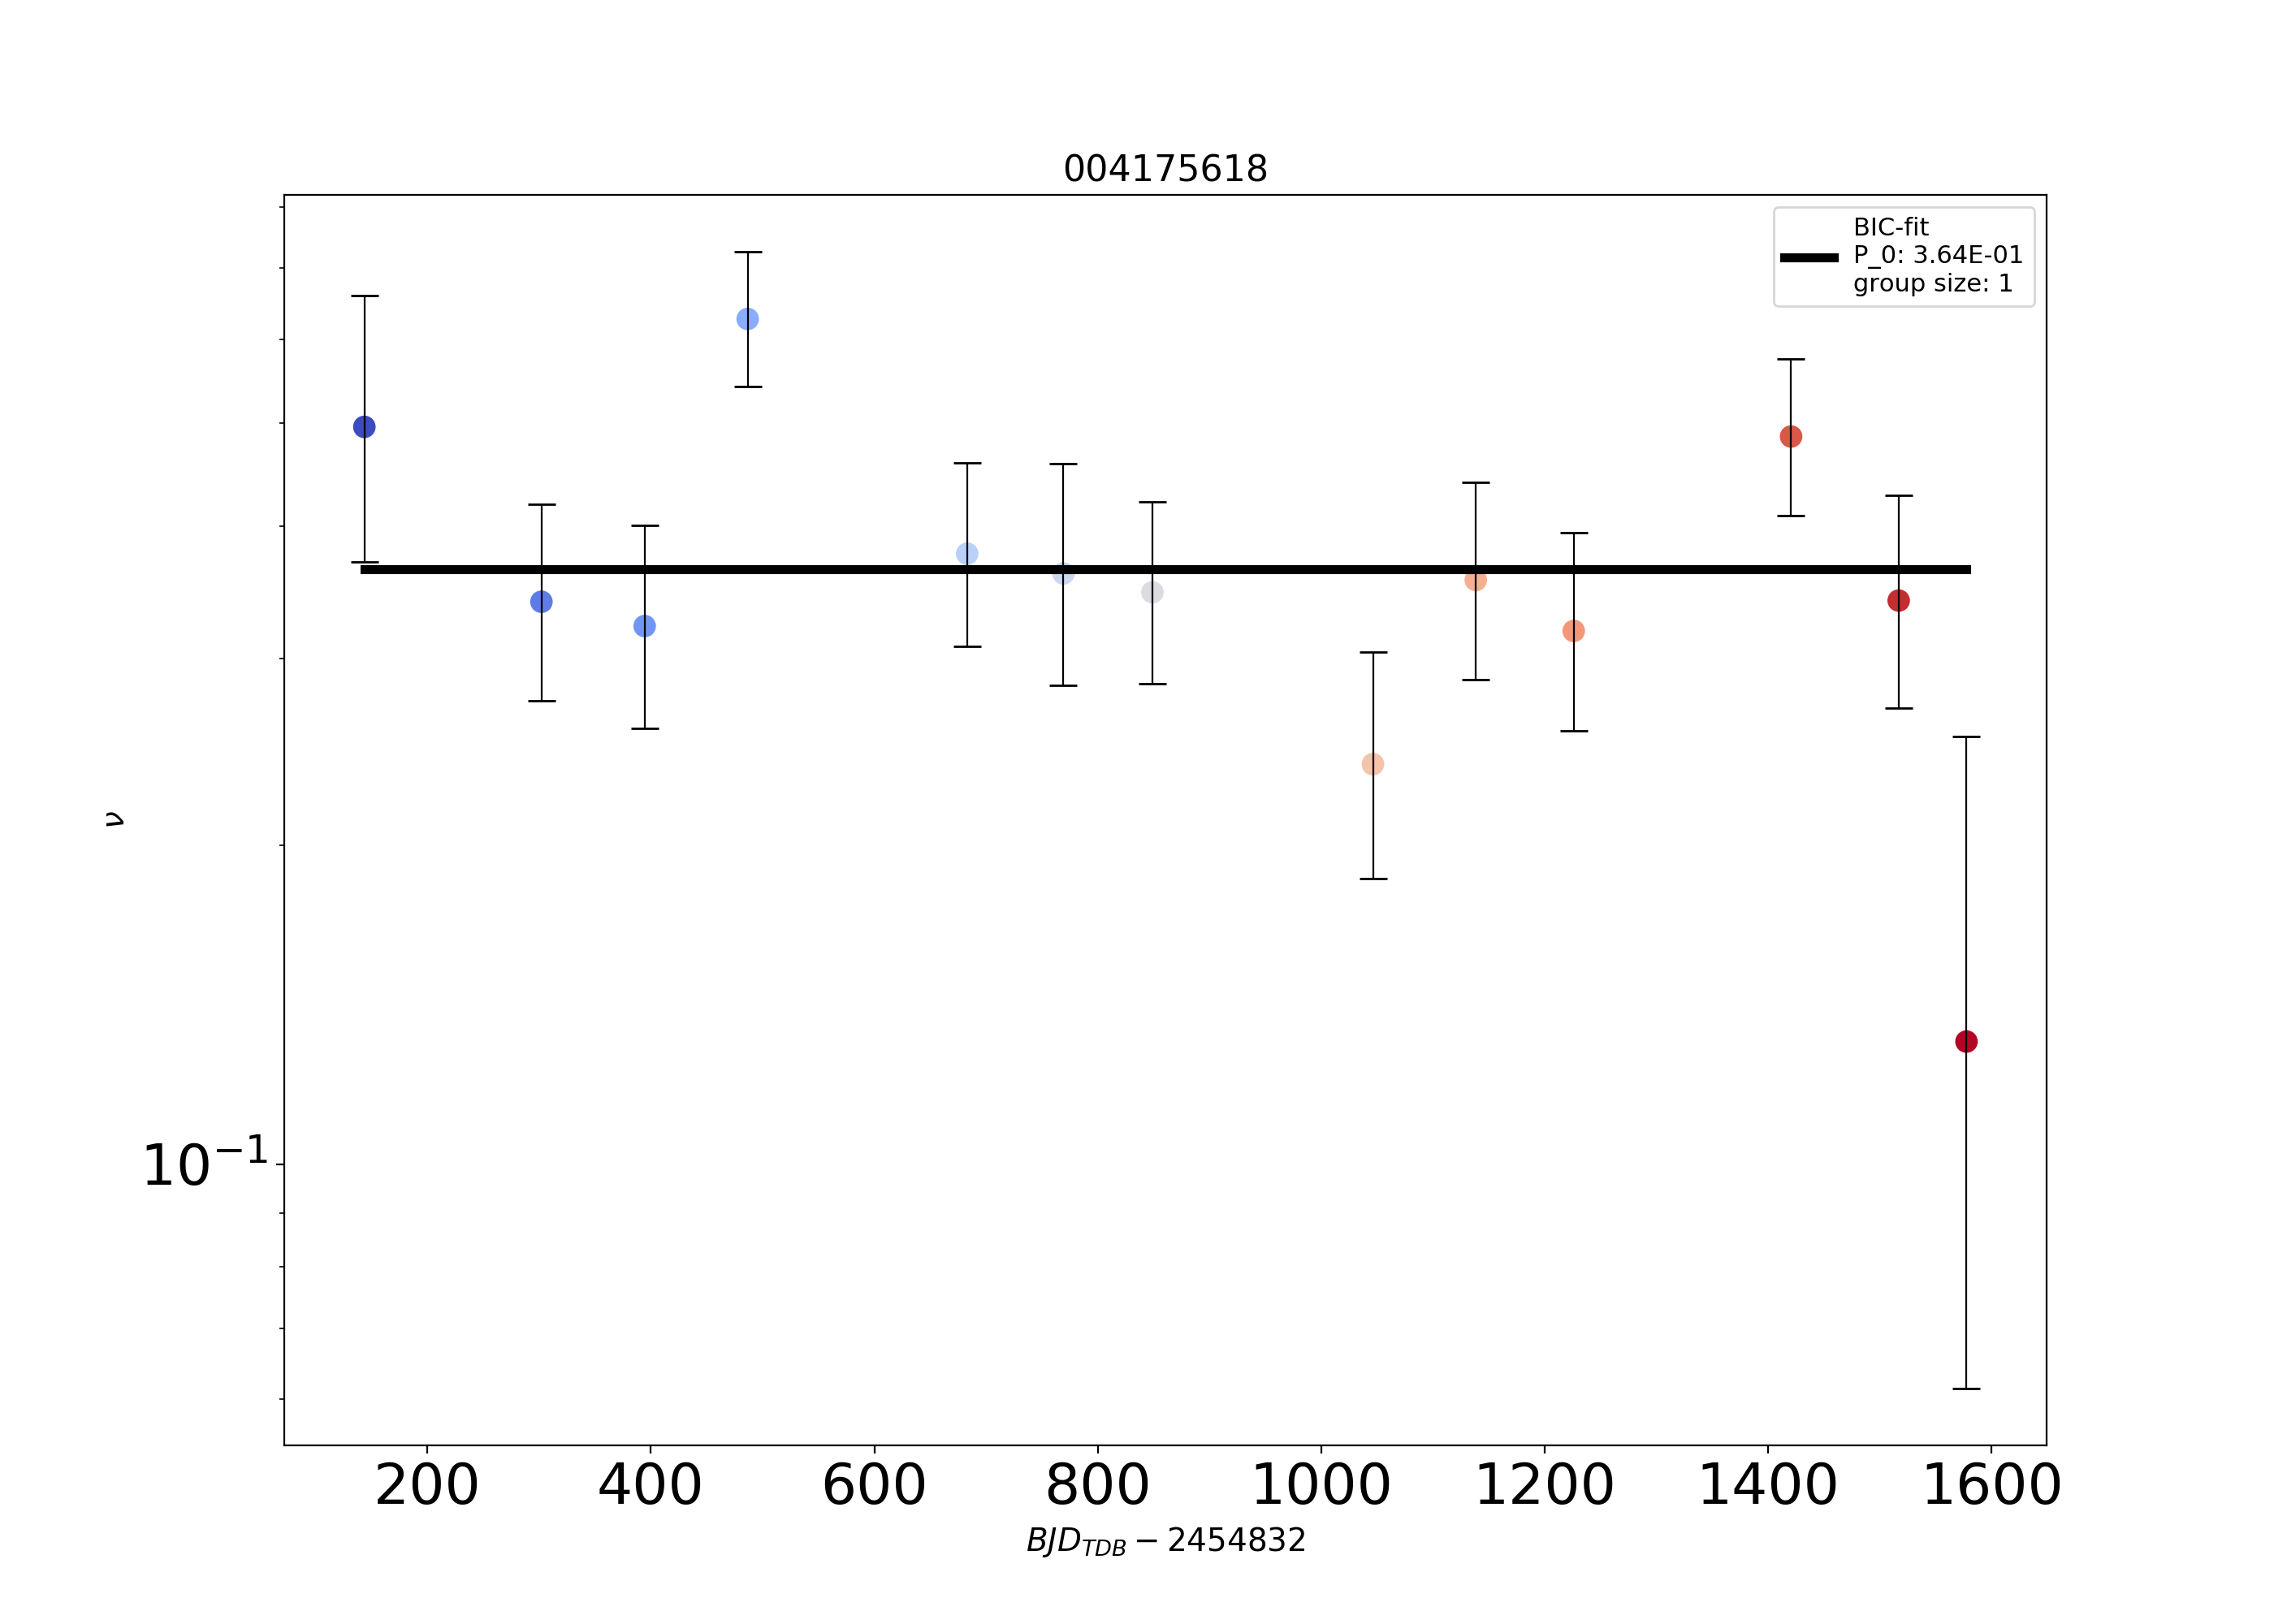 004175618
BIC-fit
P_0: 3.64E-01
group size: 1
ν
10⁻¹
200 400 600 800 1000 1200 1400 1600
BJD_TDB − 2454832